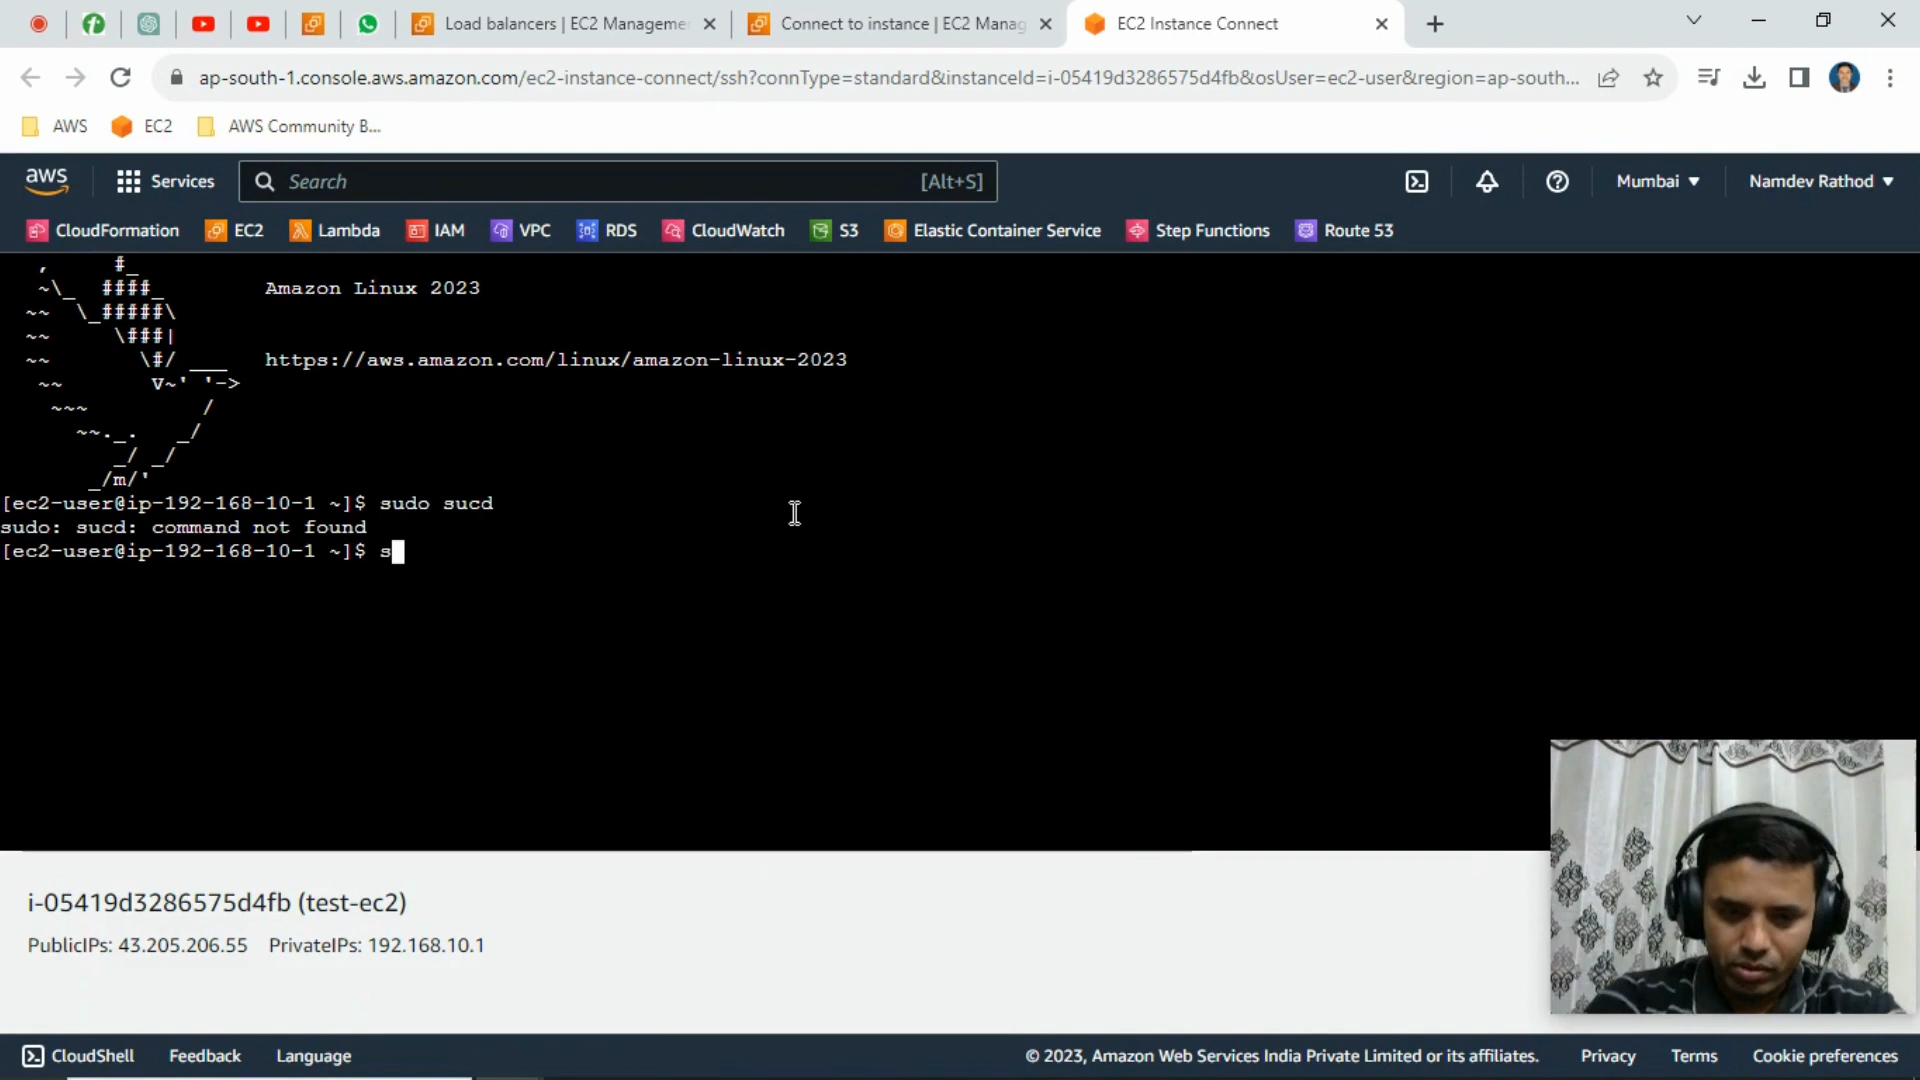 Load balancers | EC2 Manageme
Connect to instance | EC2 Manag
EC2 Instance Connect
ap-south-1.console.aws.amazon.com/ec2-instance-connect/ssh?connType=standard&instanceId=i-05419d3286575d4fb&osUser=ec2-user&region=ap-south...
AWS
EC2
AWS Community B...
aws
Services
Search
[Alt+S]
Mumbai
Namdev Rathod
CloudFormation
EC2
Lambda
IAM
VPC
RDS
CloudWatch
S3
Elastic Container Service
Step Functions
Route 53
   ,     #_
   ~\_  ####_        Amazon Linux 2023
  ~~  \_#####\
  ~~     \###|
  ~~       \#/ ___   https://aws.amazon.com/linux/amazon-linux-2023
   ~~       V~' '->
    ~~~         /
      ~~._.   _/
         _/ _/
       _/m/'
[ec2-user@ip-192-168-10-1 ~]$ sudo sucd
sudo: sucd: command not found
[ec2-user@ip-192-168-10-1 ~]$ s
i-05419d3286575d4fb (test-ec2)
PublicIPs: 43.205.206.55 PrivateIPs: 192.168.10.1
CloudShell
Feedback
Language
© 2023, Amazon Web Services India Private Limited or its affiliates.
Privacy
Terms
Cookie preferences